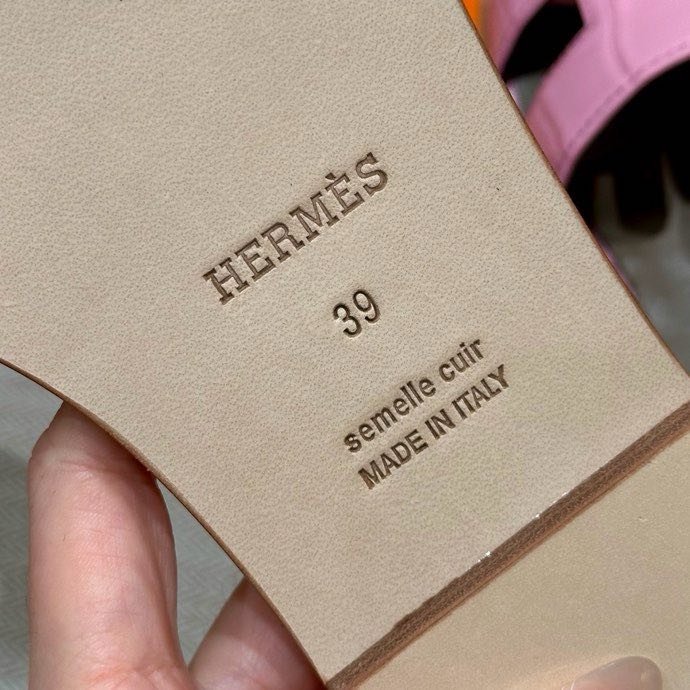 HERMÈS
39
semelle cuir
MADE IN ITALY